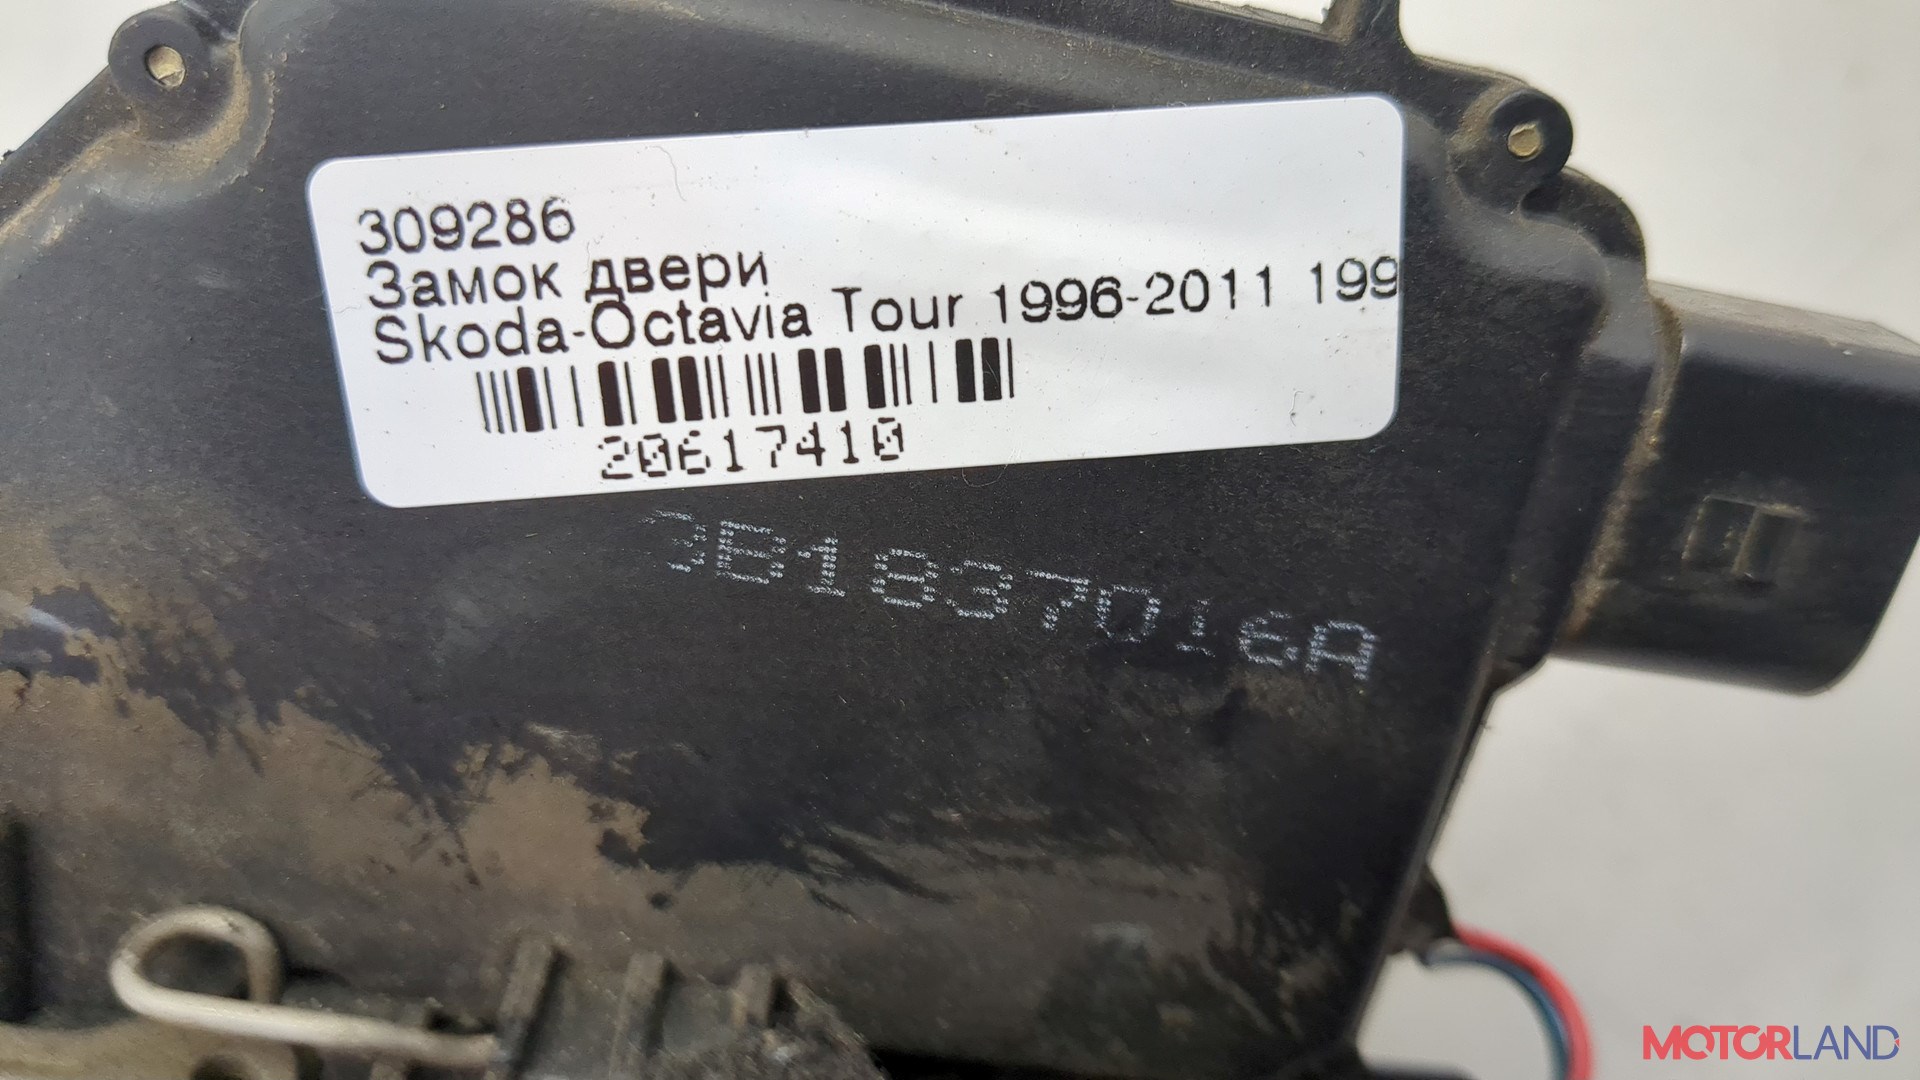 309286
Замок двери
Skoda-Octavia Tour 1996-2011 199
20617410
3B1837016A
MOTORLAND